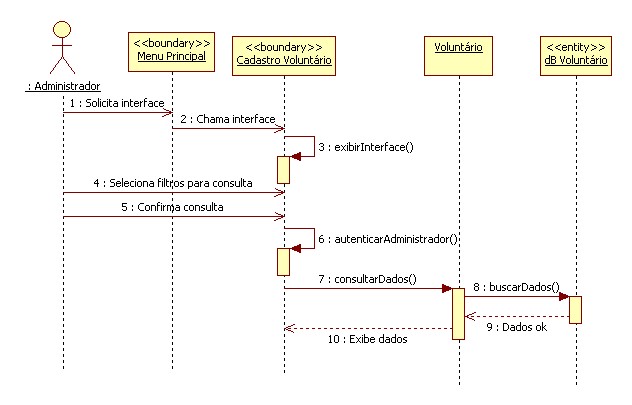 <<boundary>>
Menu Principal
<<boundary>>
Cadastro Voluntário
Voluntário
<<entity>>
dB Voluntário
: Administrador
1 : Solicita interface
2 : Chama interface
3 : exibirInterface()
4 : Seleciona filtros para consulta
5 : Confirma consulta
6 : autenticarAdministrador()
7 : consultarDados()
8 : buscarDados()
9 : Dados ok
10 : Exibe dados